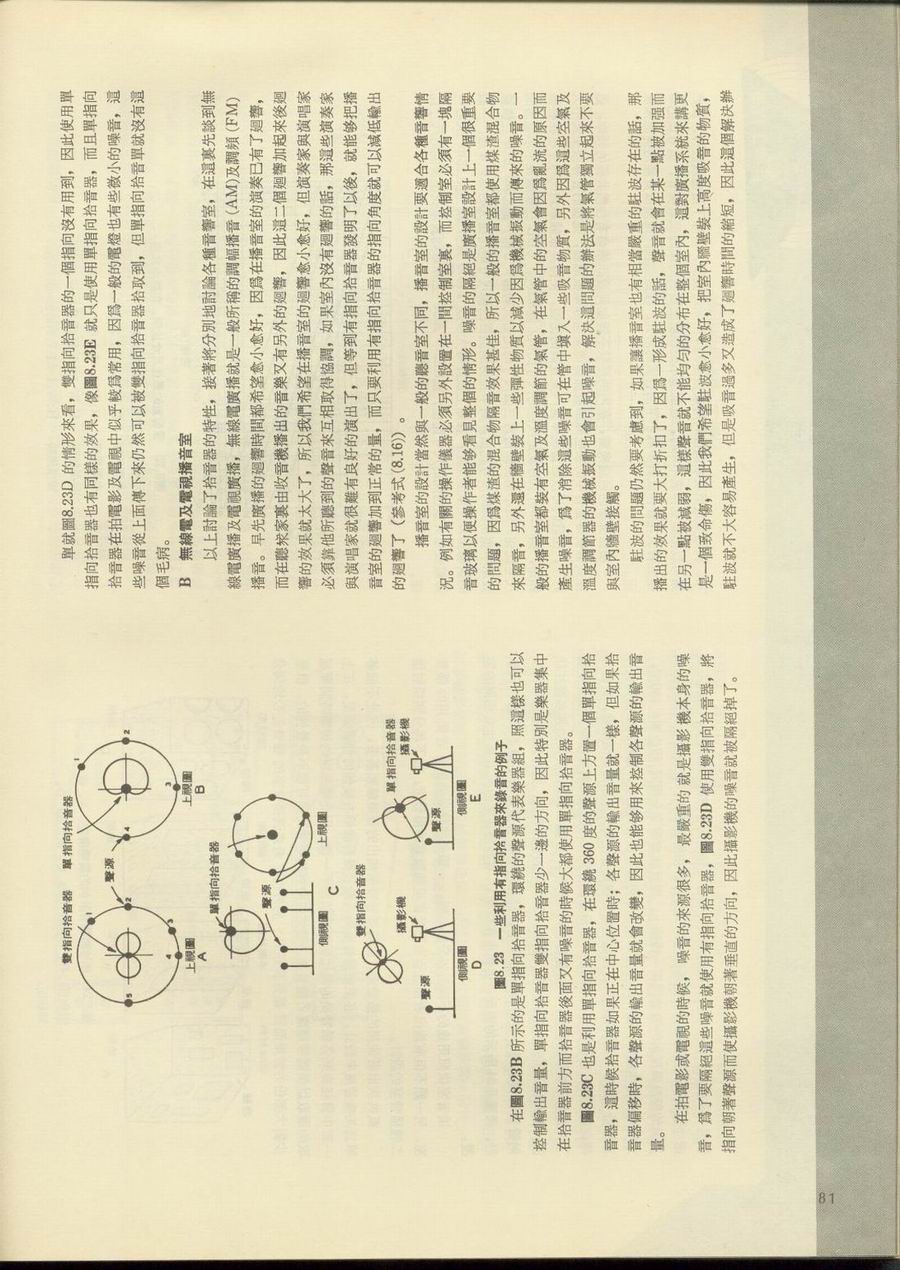 雙指向拾音器
單指向拾音器
聲源
1
2
3
4
5
上視圖
A
1
2
3
4
上視圖
B
單指向拾音器
聲源
側視圖
上視圖
C
雙指向拾音器
攝影機
聲源
側視圖
D
單指向拾音器
攝影機
聲源
側視圖
E
圖8.23 一些利用有指向拾音器來錄音的例子
在圖8.23B 所示的是單指向拾音器，環繞的聲源代表樂器組，照這樣也可以
控制輸出音量，單指向拾音器雙指向拾音器少一邊的方向，因此特別是樂器集中
在拾音器前方而拾音器後面又有噪音的時候大都使用單指向拾音器。
圖8.23C 也是利用單指向拾音器，在環繞 360 度的聲源上方置一個單指向拾
音器，這時候拾音器如果正在中心位置時；各聲源的輸出音量就一樣，但如果拾
音器偏移時，各聲源的輸出音量就會改變，因此也能够用來控制各聲源的輸出音
量。
在拍電影或電視的時候，噪音的來源很多，最嚴重的就是攝影機本身的噪
音，爲了要隔絕這些噪音就使用有指向拾音器，圖8.23D 使用雙指向拾音器，將
指向朝著聲源而使攝影機朝著垂直的方向，因此攝影機的噪音就被隔絕掉了。
單就圖8.23D 的情形來看，雙指向拾音器的一個指向沒有用到，因此使用單
指向拾音器也有同樣的效果，像圖8.23E 就只是使用單指向拾音器，而且單指向
拾音器在拍電影及電視中似乎較爲常用，因爲一般的電燈也有些微小的噪音，這
些噪音從上面傳下來仍然可以被雙指向拾音器拾取到，但單指向拾音單就沒有這
個毛病。
B 無線電及電視播音室
以上討論了拾音器的特性，接著將分別地討論各種音響室，在這裏先談到無
線電廣播及電視廣播，無線電廣播就是一般所稱的調幅播音 (AM)及調頻 (FM)
播音。早先廣播的廻響時間都希望愈小愈好，因爲在播音室的演奏已有了廻響，
而在聽衆家裏由收音機播出的音樂又有另外的廻響，因此這二個廻響加起來後廻
響的效果就太大了，所以我們希望在播音室的廻響愈小愈好，但演奏家與演唱家
必須靠他所聽到的聲音來互相取得協調，如果室內沒有廻響的話，那這些演奏家
與演唱家就很難有良好的演出了，但等到有指向拾音器發明了以後，就能够把播
音室的廻響加到正常的量，而只要利用有指向拾音器的指向角度就可以減低輸出
的廻響了 (參考式(8.16)) 。
播音室的設計當然與一般的聽音室不同，播音室的設計要適合各種音響情
況。例如有關的操作儀器必須另外設置在一間控制室裏，而控制室必須有一塊隔
音玻璃以便操作者能够看見整個的情形。噪音的隔絕是廣播室設計上一個很重要
的問題，因爲煤渣的混合物隔音效果甚佳，所以一般的播音室都使用煤渣混合物
來隔音，另外還在牆壁裝上一些彈性物質以減少因爲機械振動而傳來的噪音。一
般的播音室都裝有空氣及溫度調節的氣管，在氣管中的空氣會因爲亂流的原因而
產生噪音，爲了消除這些噪音可在管中塡入一些吸音物質，另外因爲這些空氣及
溫度調節器的機械振動也會引起噪音，解決這問題的辦法是將氣管獨立起來不要
與室內牆壁接觸。
駐波的問題仍然要考慮到，如果讓播音室也有相當嚴重的駐波存在的話，那
播出的效果就要大打折扣了，因爲一形成駐波的話，聲音就會在某一點被加强而
在另一點被減弱，這樣聲音就不能均勻的分布在整個室內，這對廣播系統來講更
是一個致命傷，因此我們希望駐波愈小愈好，把室內牆壁裝上高度吸音的物質，
駐波就不大容易產生，但是吸音過多又造成了廻響時間的縮短，因此這個解決辦
81